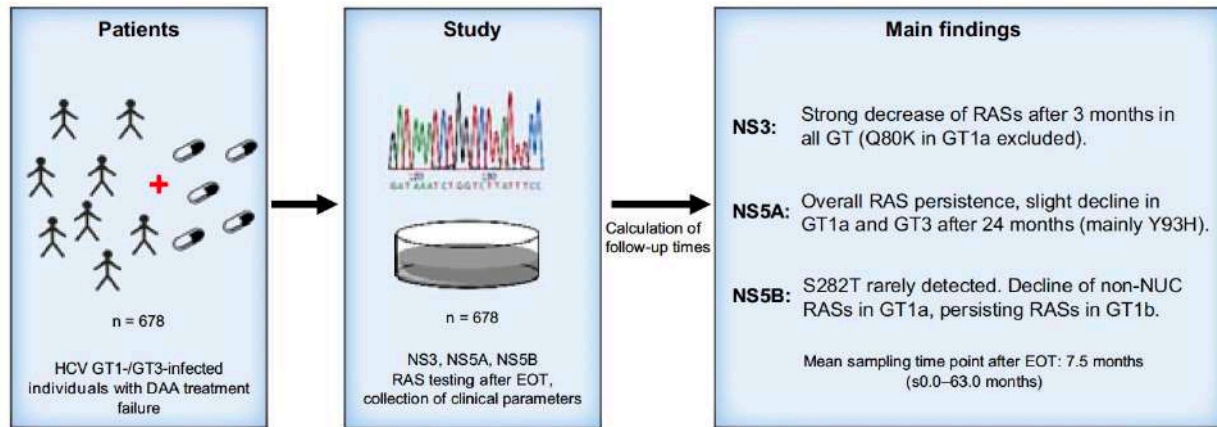 Patients
n = 678
HCV GT1-/GT3-infected
individuals with DAA treatment
failure
Study
120
GAT AAATCT GGTCTTATTTCC
n = 678
NS3, NS5A, NS5B
RAS testing after EOT,
collection of clinical parameters
Calculation of
follow-up times
Main findings
NS3: Strong decrease of RASs after 3 months in
all GT (Q80K in GT1a excluded).
NS5A: Overall RAS persistence, slight decline in
GT1a and GT3 after 24 months (mainly Y93H).
NS5B: S282T rarely detected. Decline of non-NUC
RASs in GT1a, persisting RASs in GT1b.
Mean sampling time point after EOT: 7.5 months
(s0.0–63.0 months)